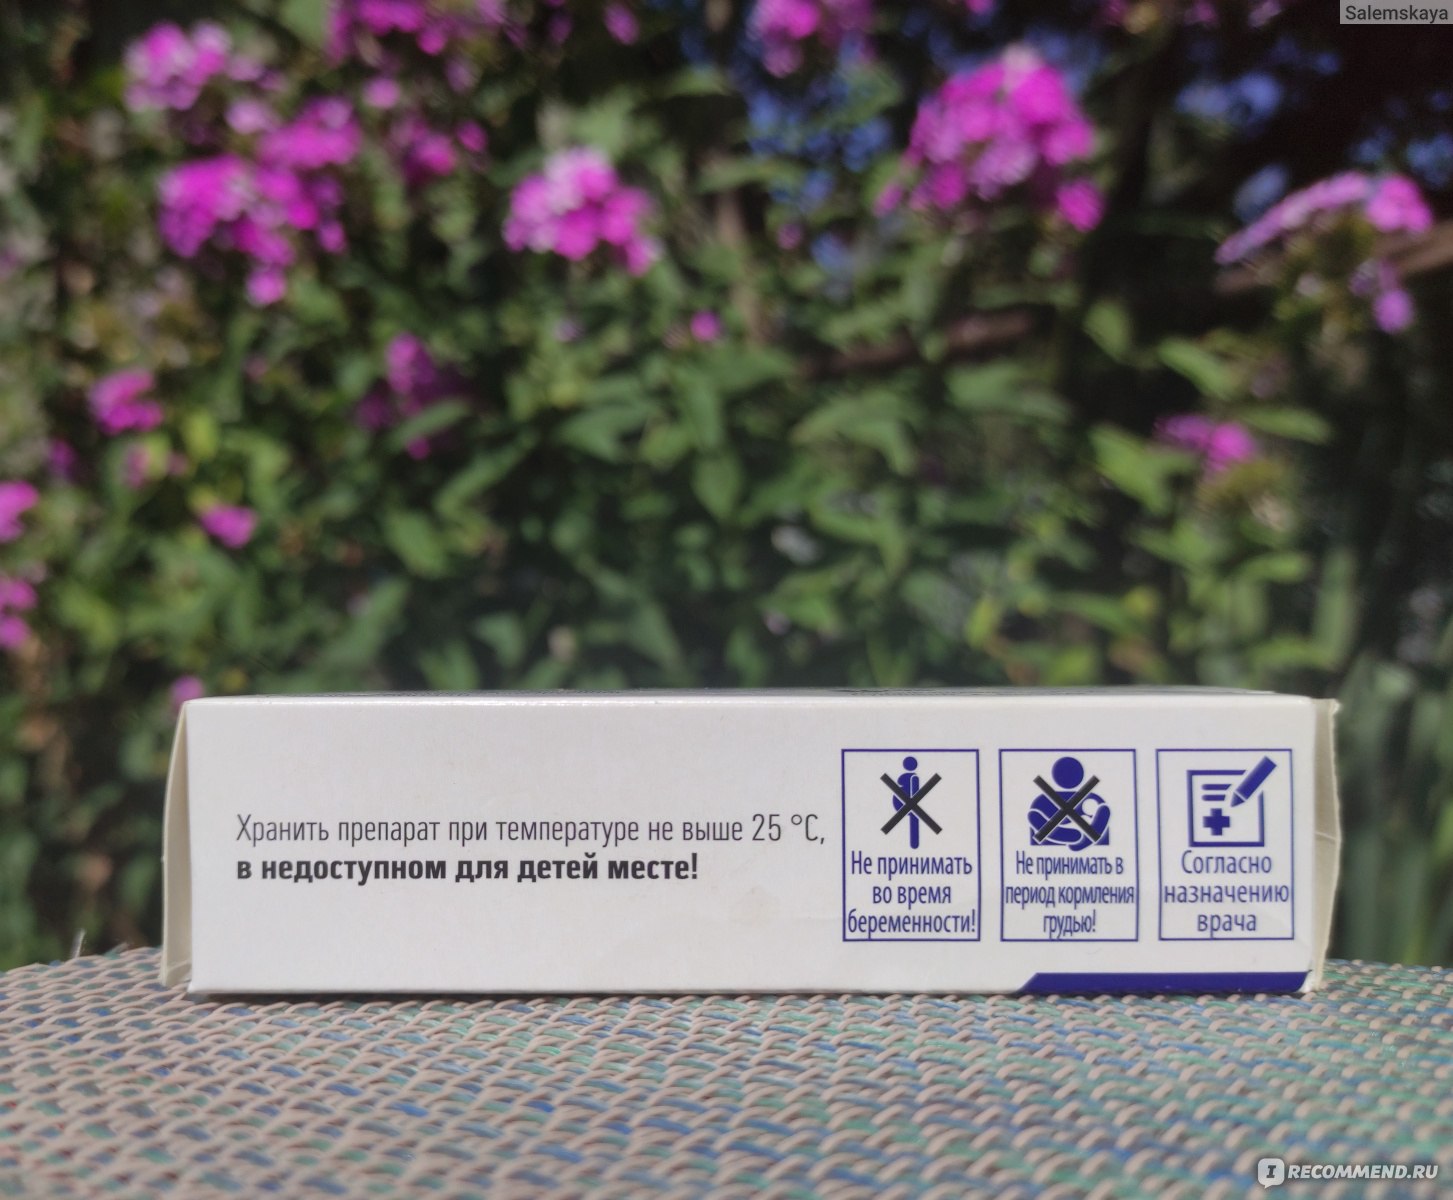 Salemskaya
Хранить препарат при температуре не выше 25 °С,
в недоступном для детей месте!
Не принимать
во время
беременности!
Не принимать в
период кормления
грудью!
Согласно
назначению
врача
IRECOMMEND.RU